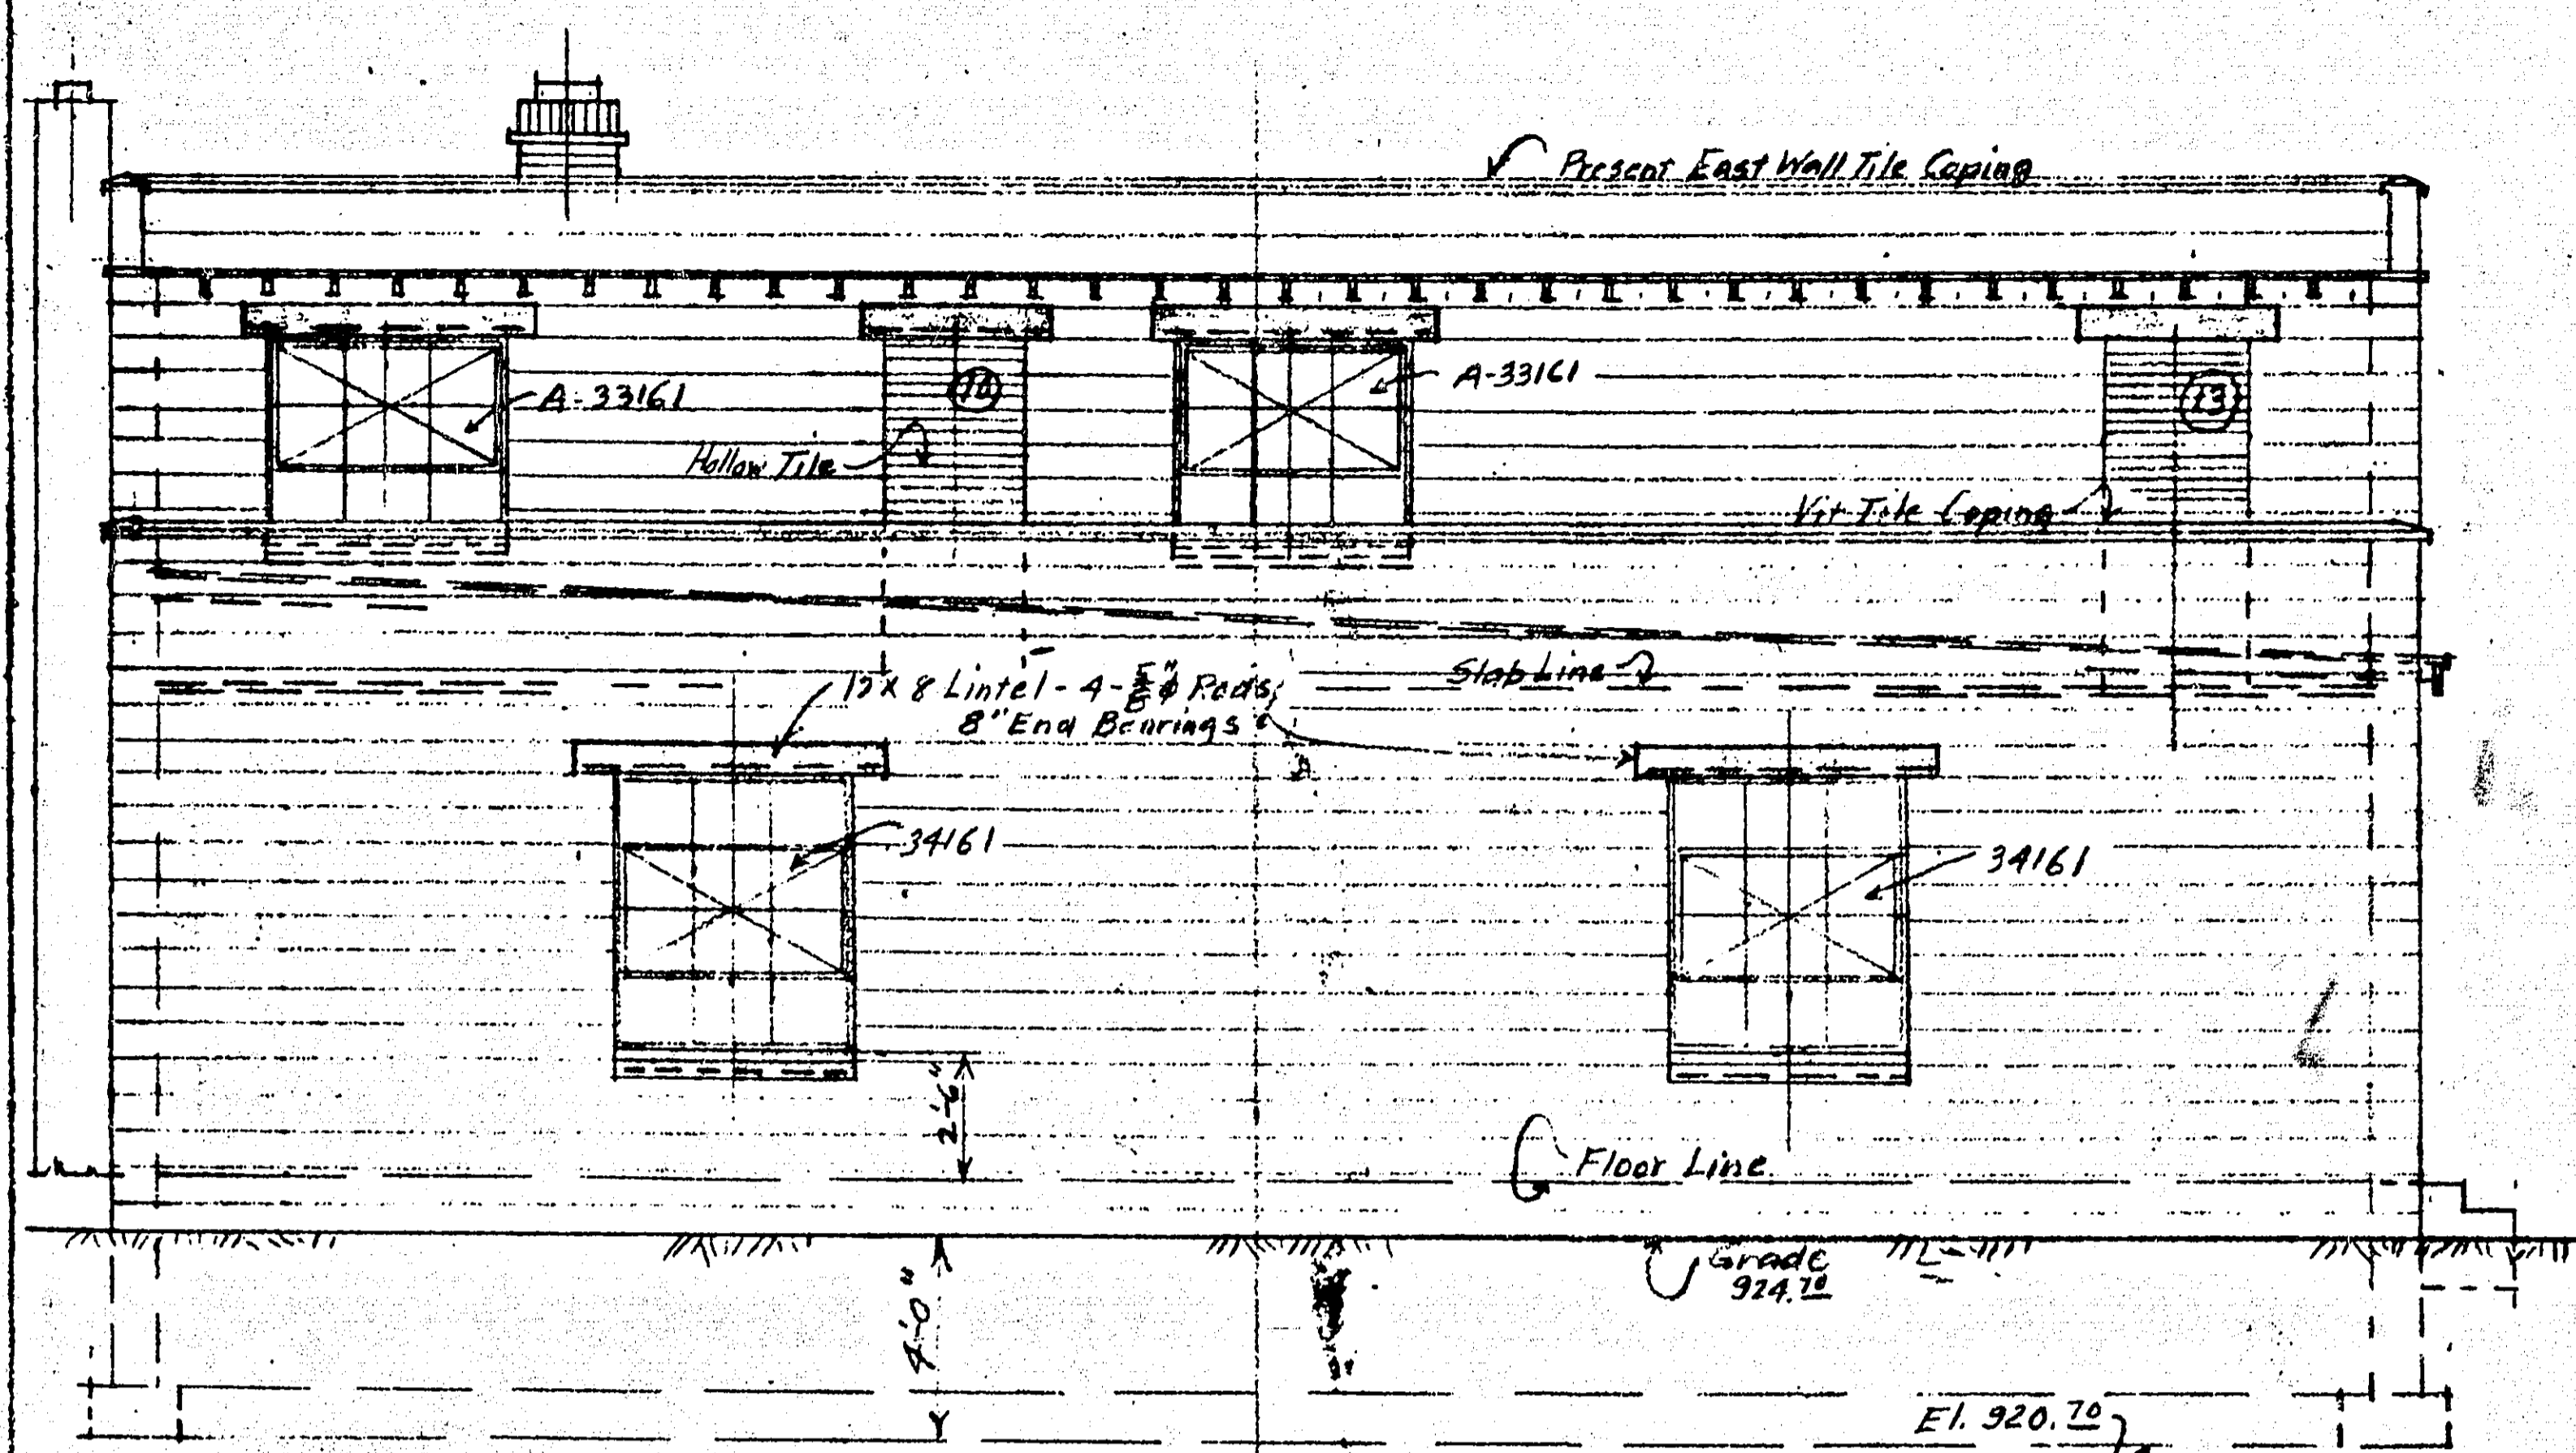 Present East Wall Tile Coping
A-33161
A-33161
Hollow Tile
13
Vit Tile Coping
12 x 8 Lintel - 4 - 5/8" ϕ Rods,
8" End Bearings
Slab Line
34161
34161
2'-6"
Floor Line
Grade
924.70
4'-0"
El. 920.70